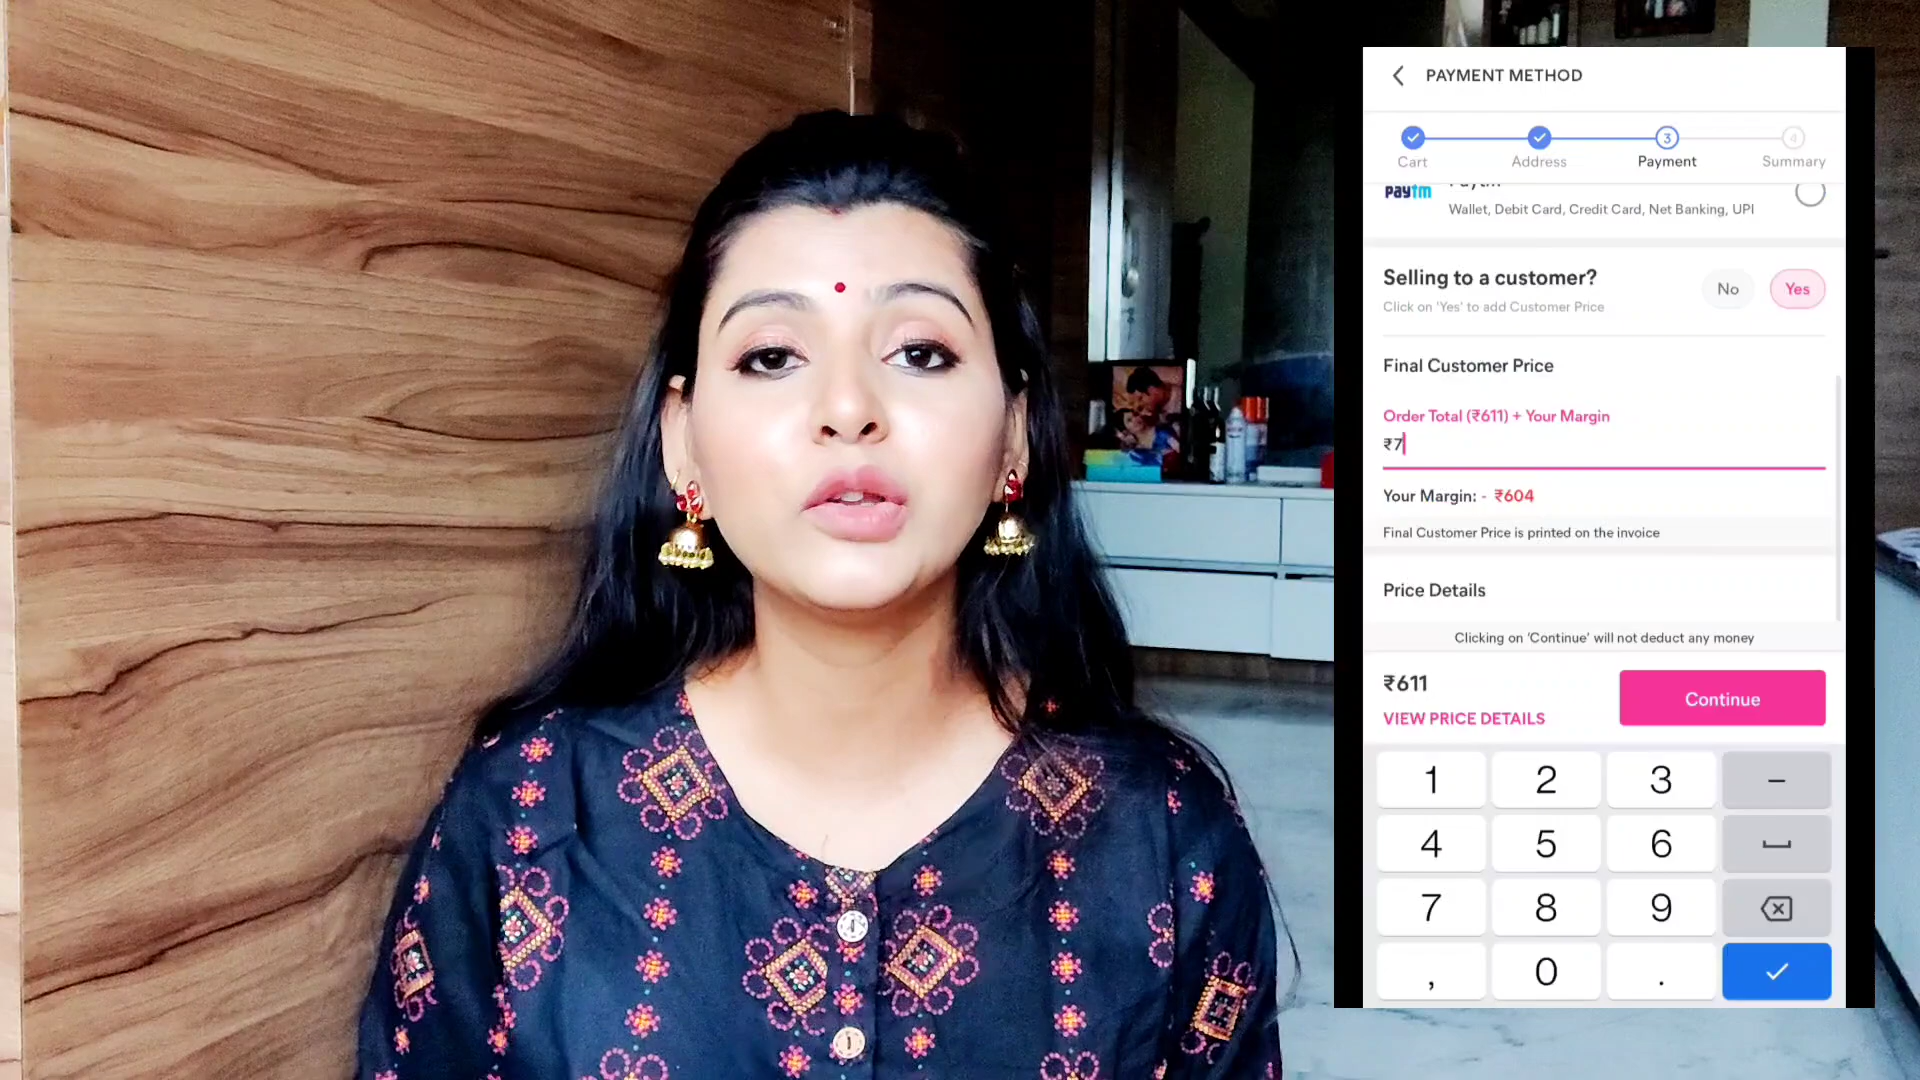 PAYMENT METHOD
3
4
Cart
Address
Payment
Summary
paytm
Paytm
Wallet, Debit Card, Credit Card, Net Banking, UPI
Selling to a customer?
No
Yes
Click on 'Yes' to add Customer Price
Final Customer Price
Order Total (₹611) + Your Margin
₹7
Your Margin: - ₹604
Final Customer Price is printed on the invoice
Price Details
Clicking on 'Continue' will not deduct any money
₹611
Continue
VIEW PRICE DETAILS
1 2 3 –
4 5 6
7 8 9
, 0 .